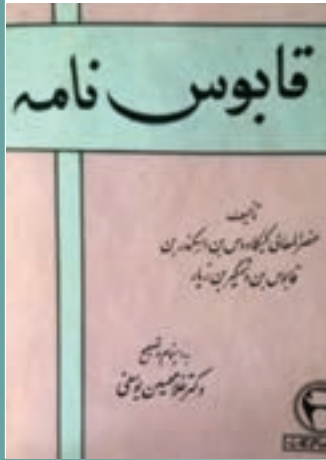 قابوس نامه
تألیف
عنصرالمعالی کیکاوس بن اسکندر بن
قابوس بن وشمگیر بن زیار
به اهتمام و تصحیح
دکتر غلامحسین یوسفی